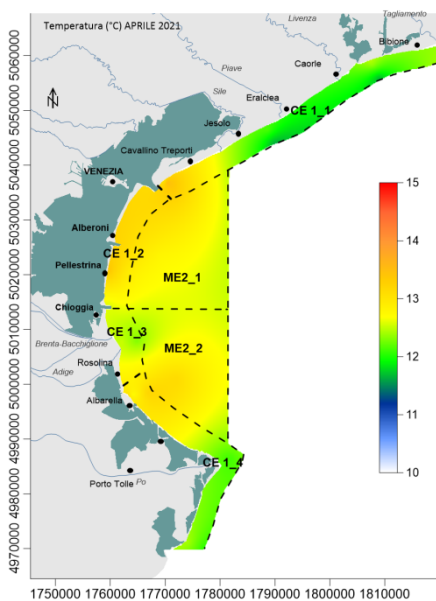 Temperatura (°C) APRILE 2021
Tagliamento
Livenza
Bibione
Caorle
Piave
N
Sile
Eraclea
CE 1_1
Jesolo
Cavallino Treporti
VENEZIA
Alberoni
CE 1_2
Pellestrina
ME2_1
Chioggia
CE 1_3
Brenta-Bacchiglione
ME2_2
Rosolina
Adige
Albarella
CE 1_4
Porto Tolle
Po
15
14
13
12
11
10
5060000
5050000
5040000
5030000
5020000
5010000
5000000
4990000
4980000
4970000
1750000 1760000 1770000 1780000 1790000 1800000 1810000